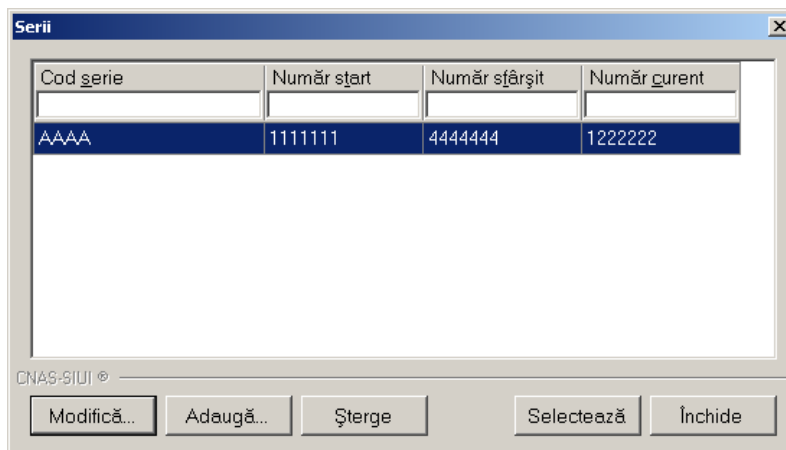 Serii
Cod serie Număr start Număr sfârşit Număr curent
AAAA 1111111 4444444 1222222
CNAS-SIUI ®
Modifică... Adaugă... Şterge Selectează Închide